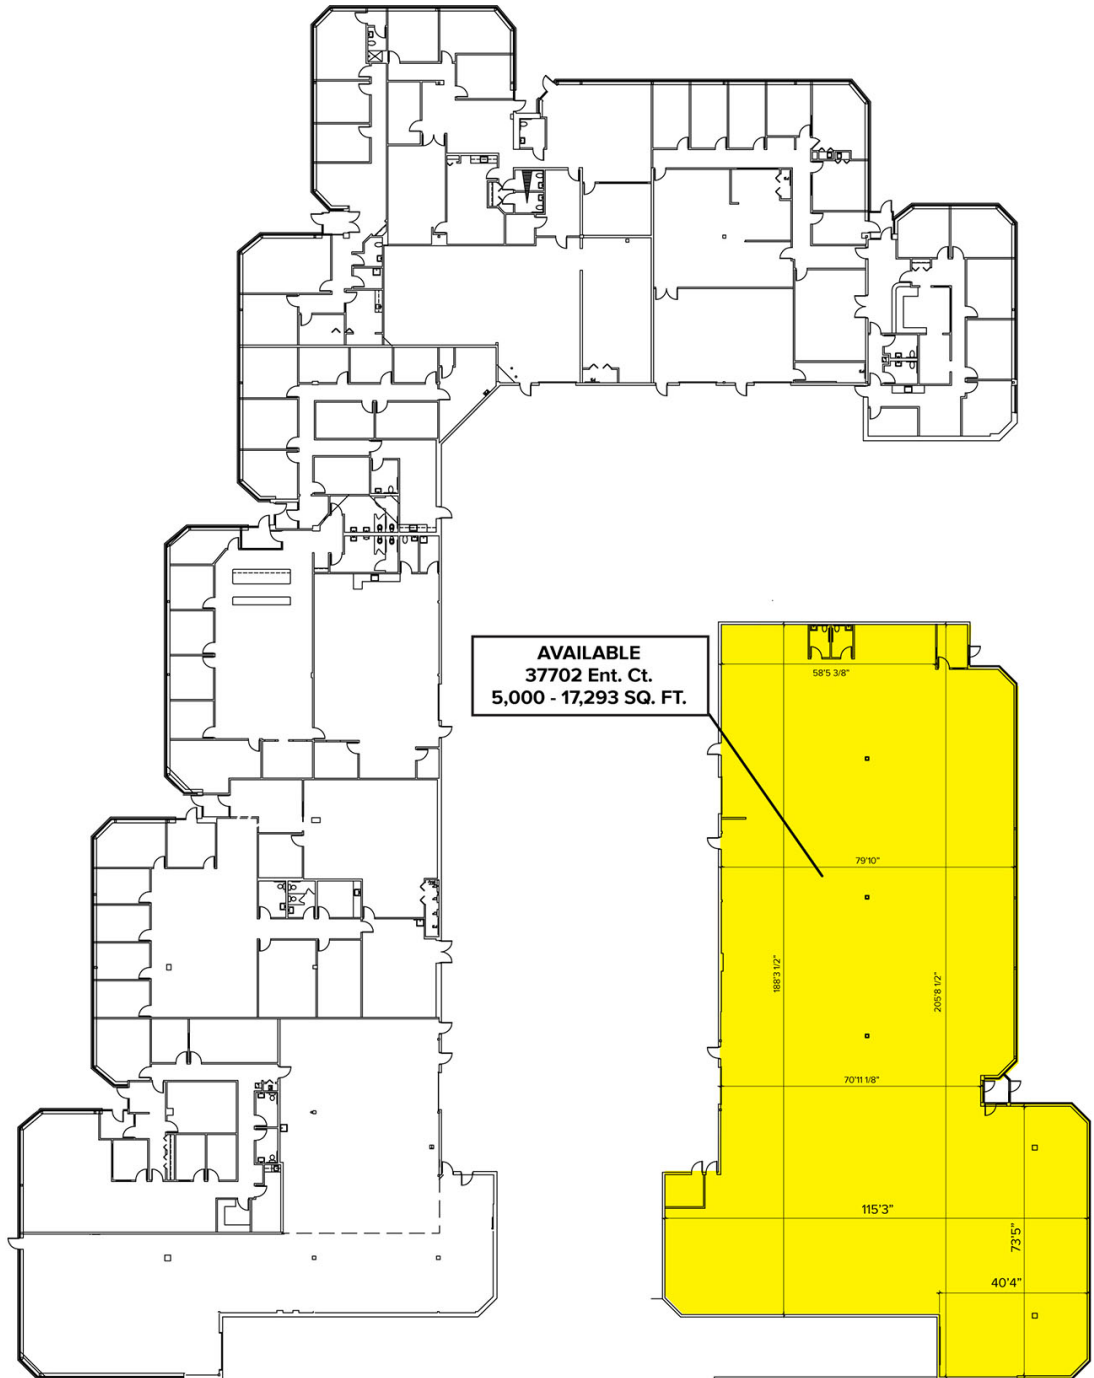 AVAILABLE
37702 Ent. Ct.
5,000 - 17,293 SQ. FT.
58'5 3/8"
79'10"
188'3 1/2"
205'8 1/2"
70'11 1/8"
115'3"
73'5"
40'4"